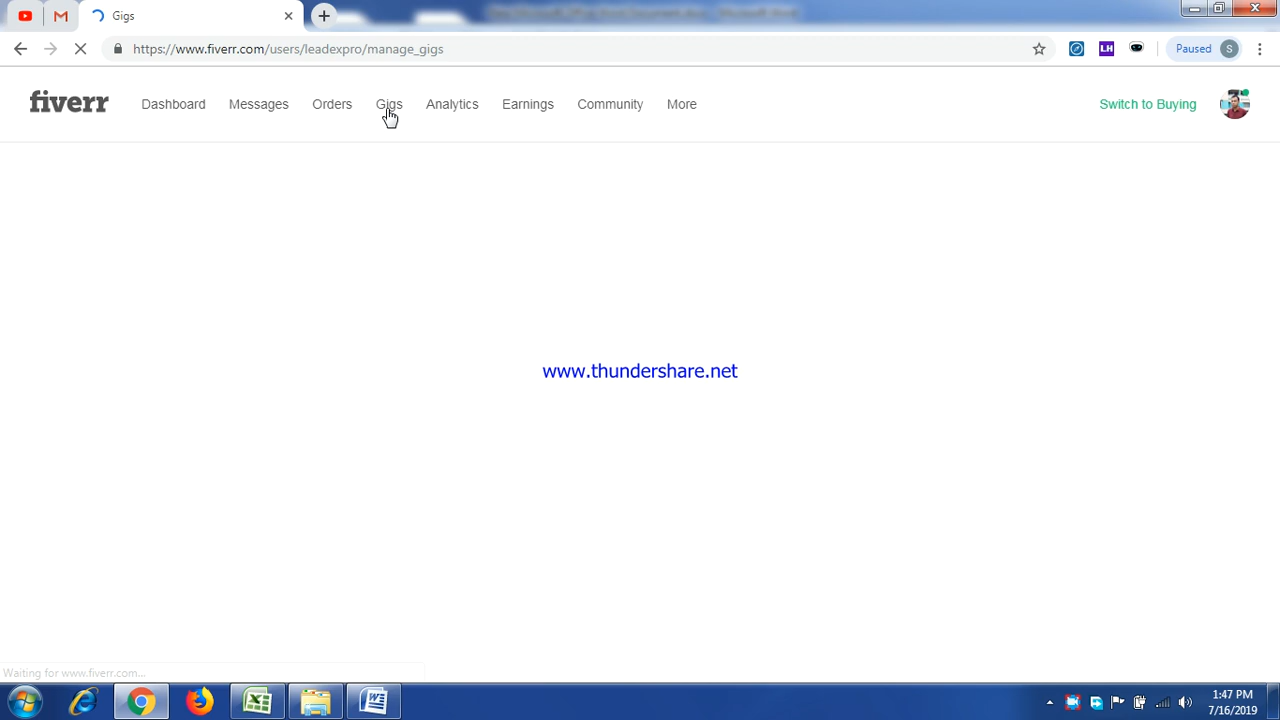 Gigs
https://www.fiverr.com/users/leadexpro/manage_gigs
LH
Paused S
fiverr Dashboard Messages Orders Gigs Analytics Earnings Community More Switch to Buying
www.thundershare.net
Waiting for www.fiverr.com...
1:47 PM
7/16/2019